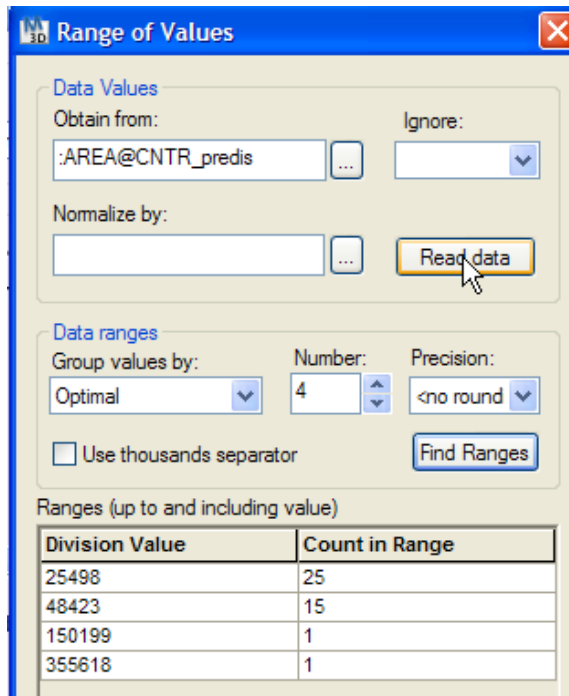 M 3D Range of Values
Data Values
Obtain from: Ignore:
:AREA@CNTR_predis ...
Normalize by:
... Read data
Data ranges
Group values by: Number: Precision:
Optimal 4 <no round
Use thousands separator Find Ranges
Ranges (up to and including value)
Division Value Count in Range
25498 25
48423 15
150199 1
355618 1